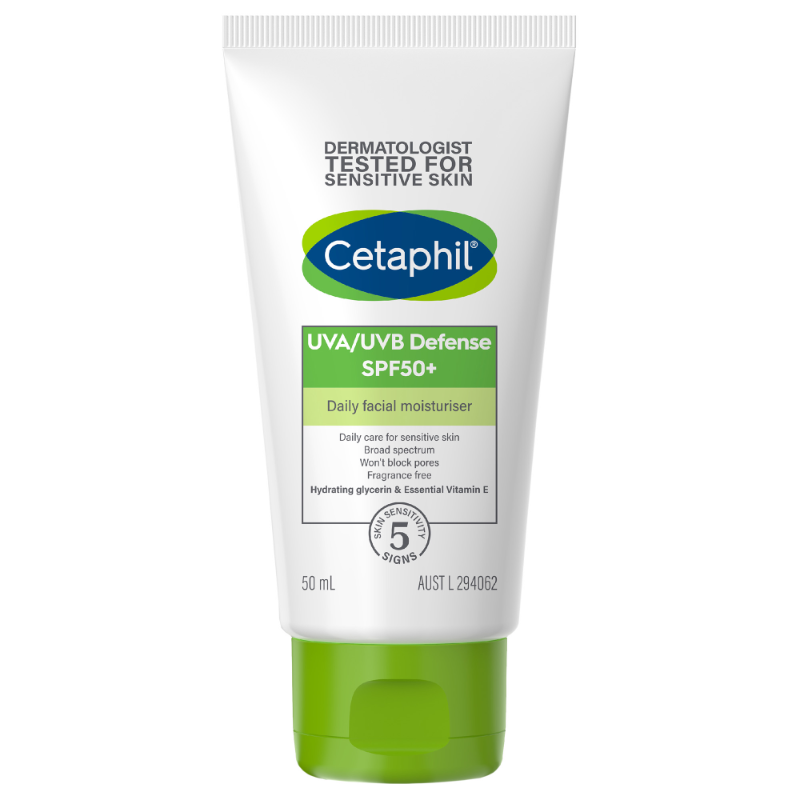 DERMATOLOGIST
TESTED FOR
SENSITIVE SKIN
Cetaphil®
UVA/UVB Defense
SPF50+
Daily facial moisturiser
Daily care for sensitive skin
Broad spectrum
Won't block pores
Fragrance free
Hydrating glycerin & Essential Vitamin E
SKIN SENSITIVITY
5
SIGNS
50 mL
AUST L 294062